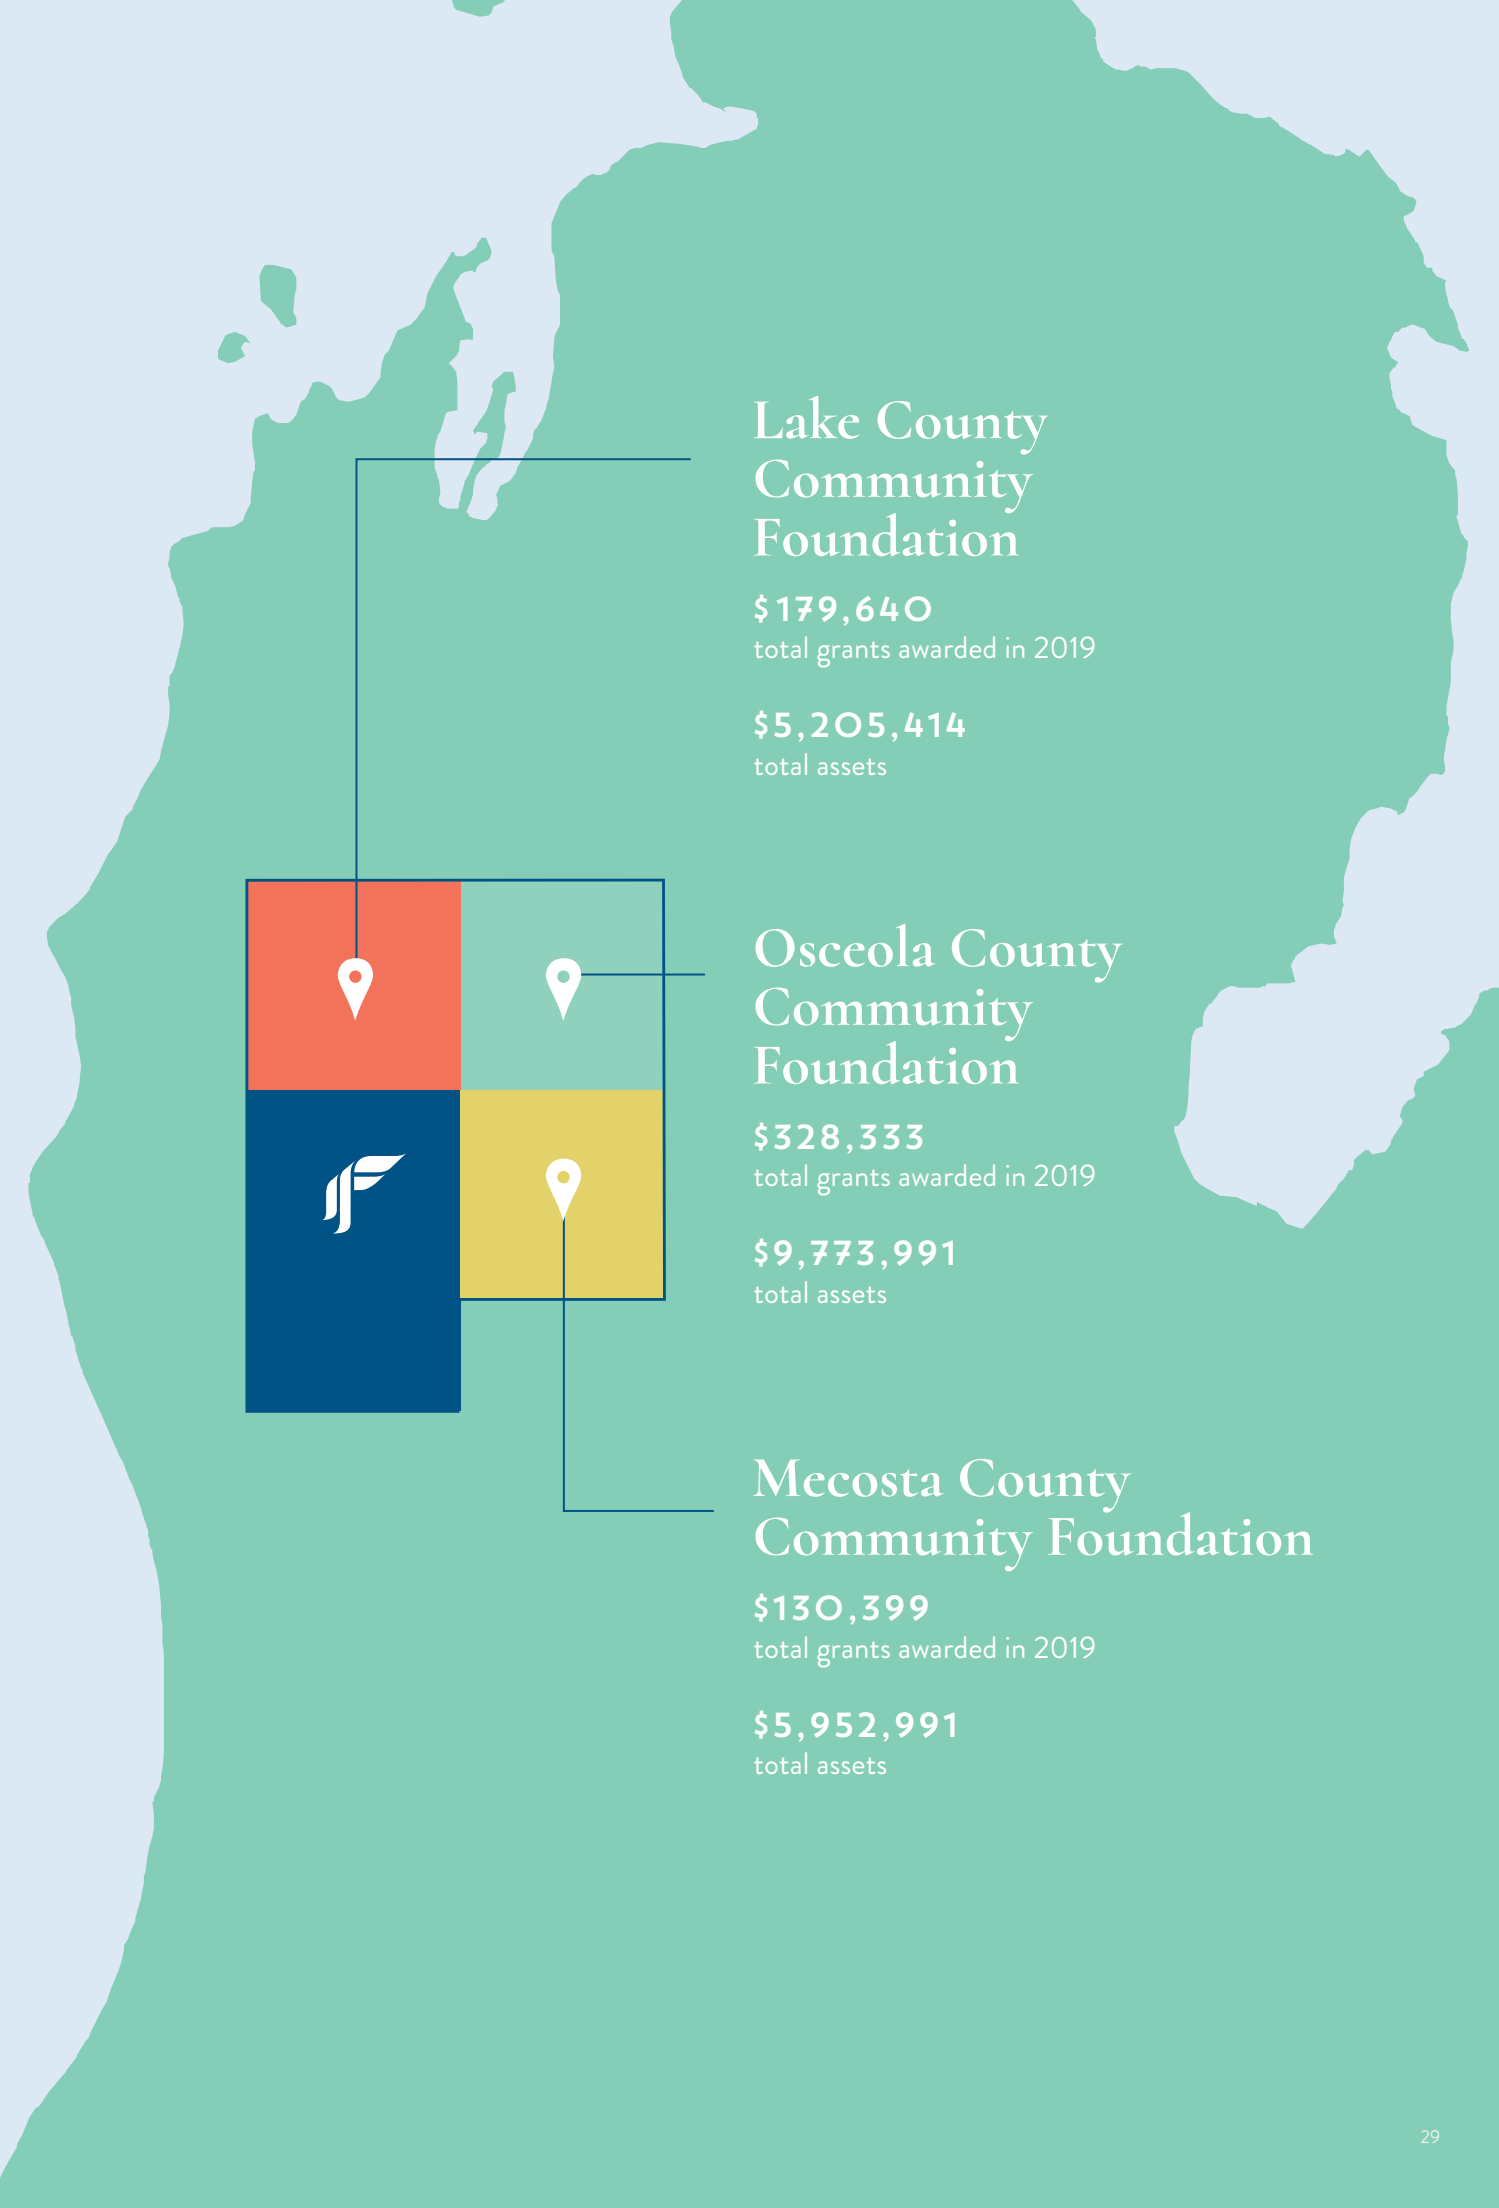 Lake County
Community
Foundation
$179,640
total grants awarded in 2019
$5,205,414
total assets
Osceola County
Community
Foundation
$328,333
total grants awarded in 2019
$9,773,991
total assets
Mecosta County
Community Foundation
$130,399
total grants awarded in 2019
$5,952,991
total assets
29